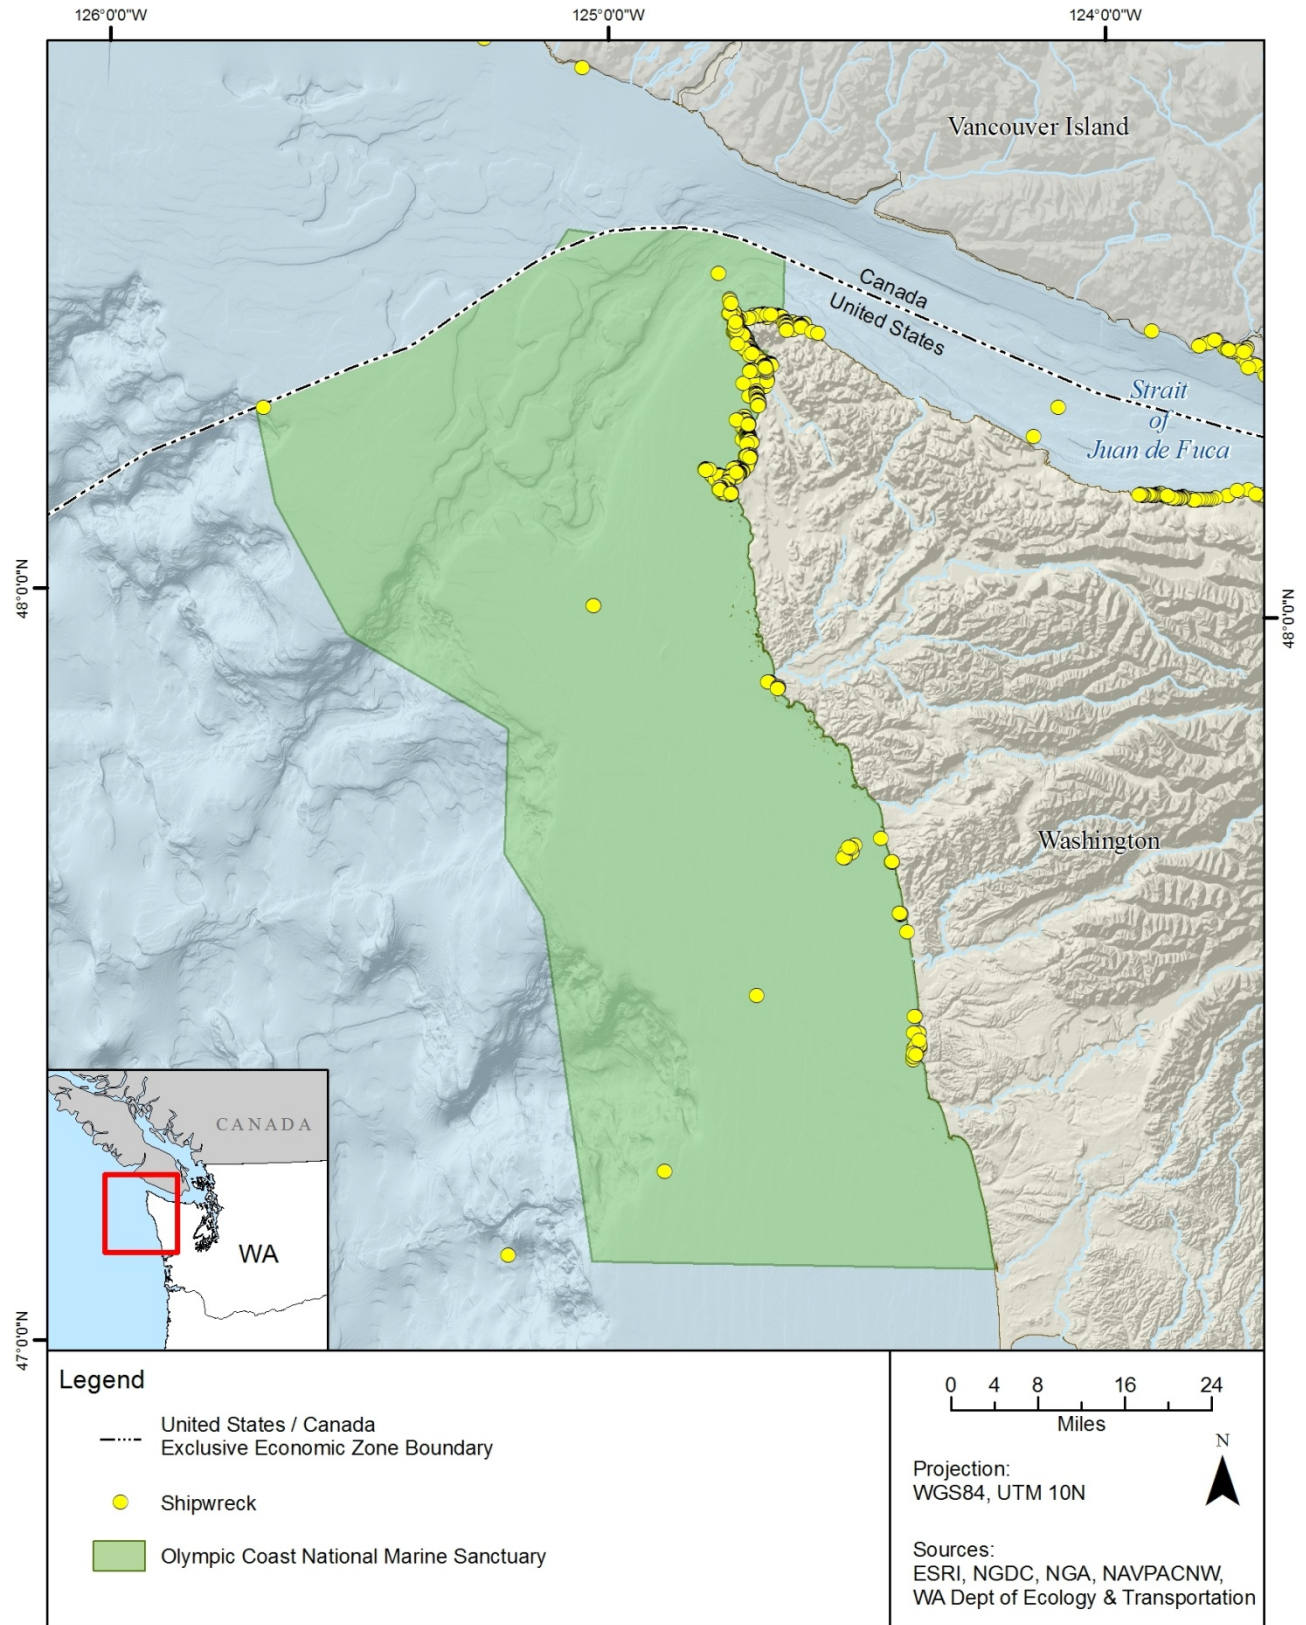 126°0'0"W
125°0'0"W
124°0'0"W
Vancouver Island
Canada
United States
Strait
of
Juan de Fuca
48°0'0"N
48°0'0"N
Washington
CANADA
WA
47°0'0"N
Legend
United States / Canada
Exclusive Economic Zone Boundary
Shipwreck
Olympic Coast National Marine Sanctuary
0 4 8 16 24
Miles
N
Projection:
WGS84, UTM 10N
Sources:
ESRI, NGDC, NGA, NAVPACNW,
WA Dept of Ecology & Transportation